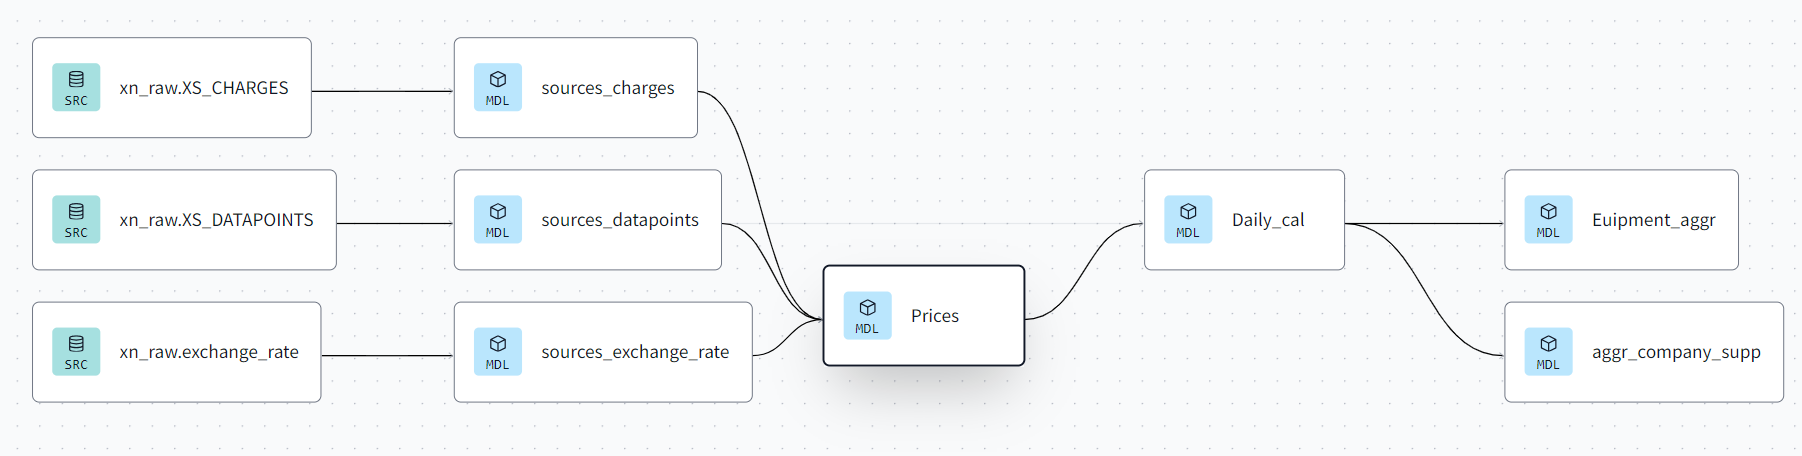 SRC
xn_raw.XS_CHARGES
MDL
sources_charges
SRC
xn_raw.XS_DATAPOINTS
MDL
sources_datapoints
MDL
Daily_cal
MDL
Euipment_aggr
MDL
Prices
SRC
xn_raw.exchange_rate
MDL
sources_exchange_rate
MDL
aggr_company_supp